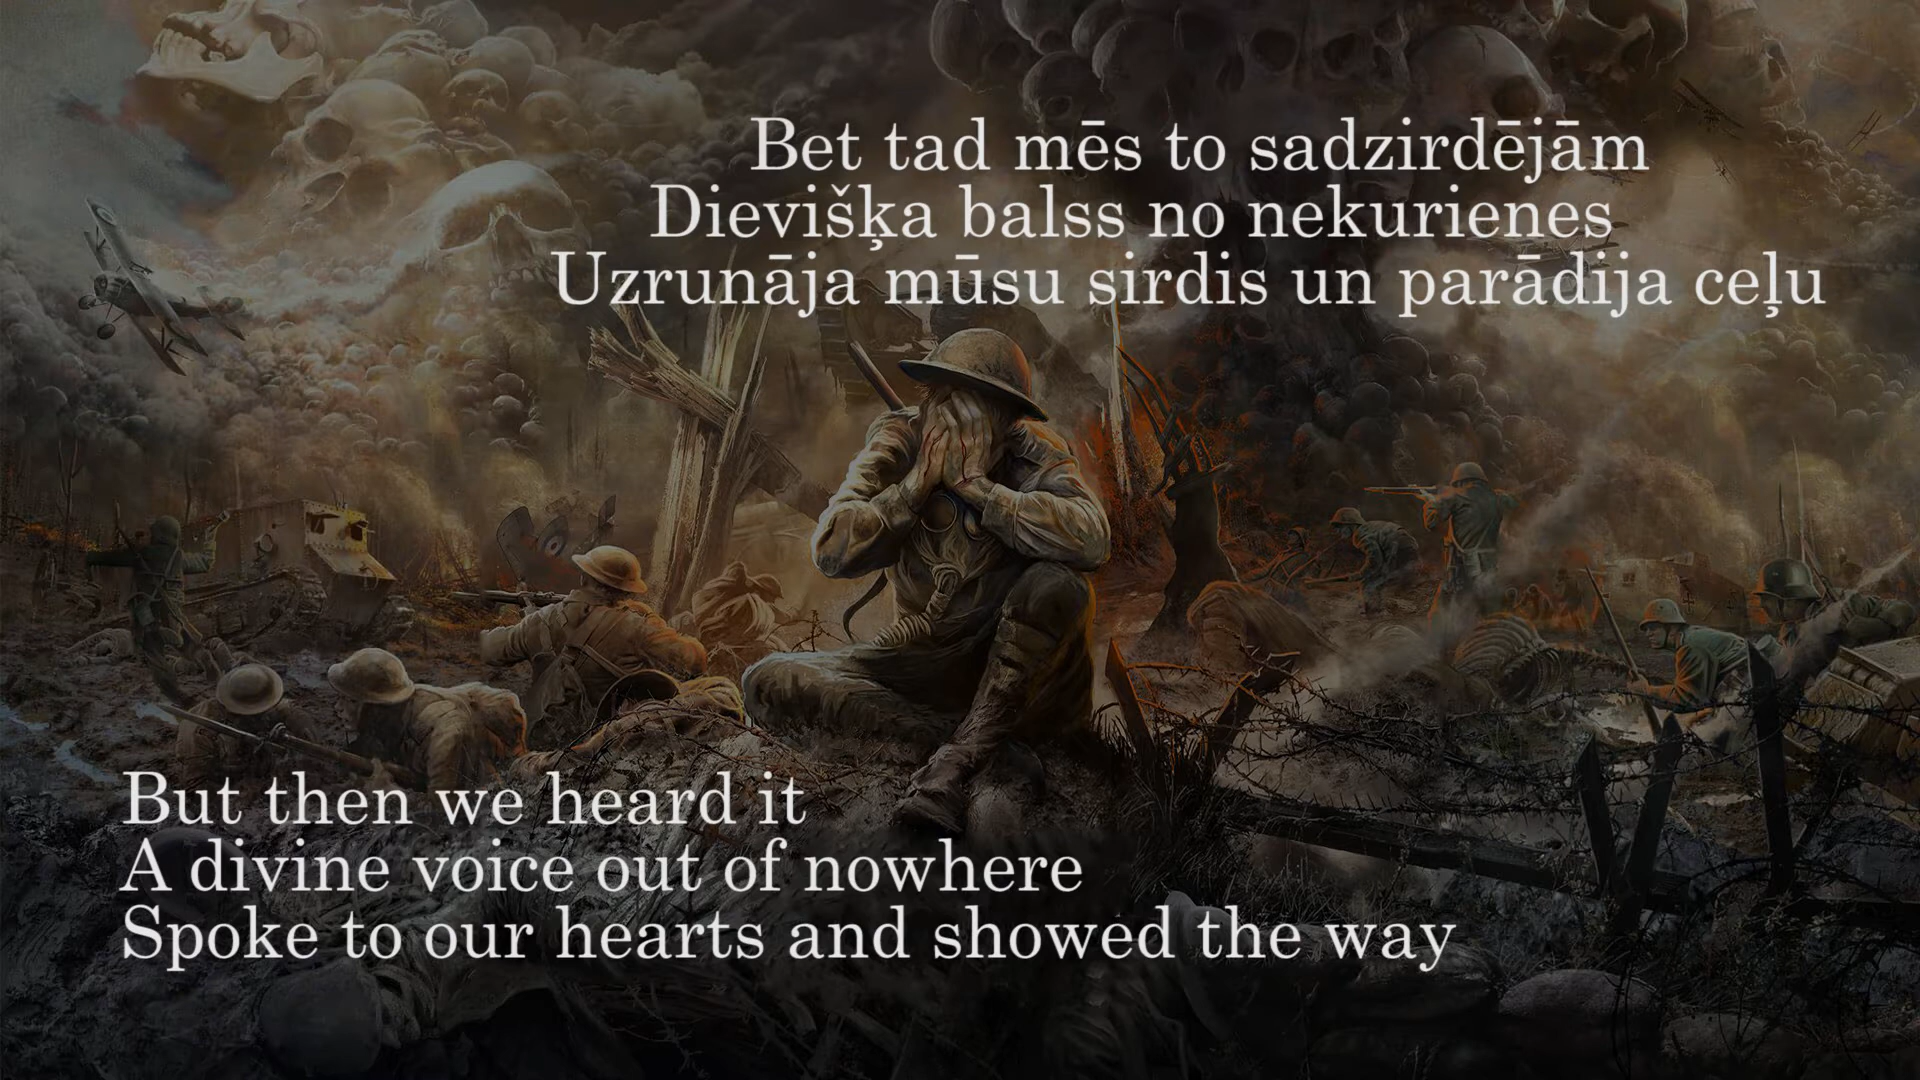 Bet tad mēs to sadzirdējām
Dievišķa balss no nekurienes
Uzrunāja mūsu sirdis un parādija ceļu
But then we heard it
A divine voice out of nowhere
Spoke to our hearts and showed the way